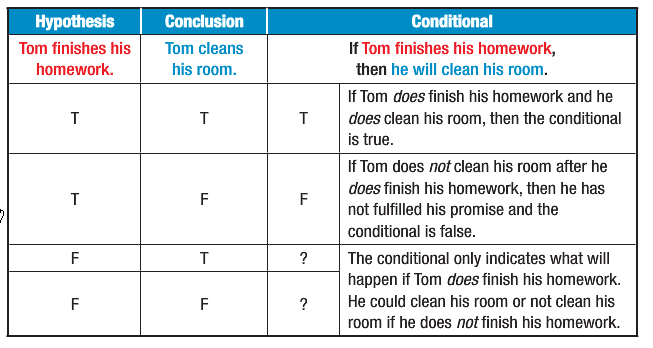 Hypothesis Conclusion Conditional
Tom finishes his
homework.
Tom cleans
his room.
If Tom finishes his homework,
then he will clean his room.
T T T
If Tom does finish his homework and he
does clean his room, then the conditional
is true.
T F F
If Tom does not clean his room after he
does finish his homework, then he has
not fulfilled his promise and the
conditional is false.
F T ?
F F ?
The conditional only indicates what will
happen if Tom does finish his homework.
He could clean his room or not clean his
room if he does not finish his homework.